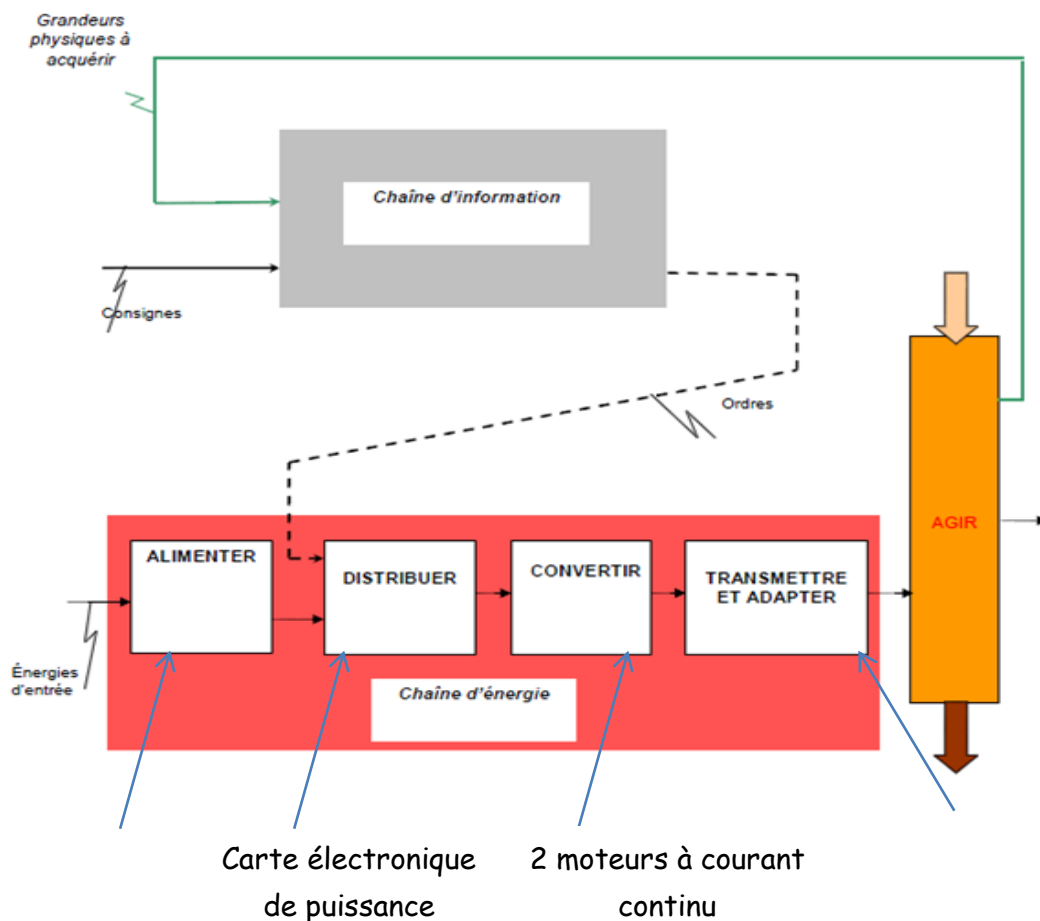 Grandeurs
physiques à
acquérir
Chaîne d'information
Consignes
Ordres
AGIR
ALIMENTER
DISTRIBUER
CONVERTIR
TRANSMETTRE
ET ADAPTER
Énergies
d'entrée
Chaîne d'énergie
Carte électronique
de puissance
2 moteurs à courant
continu